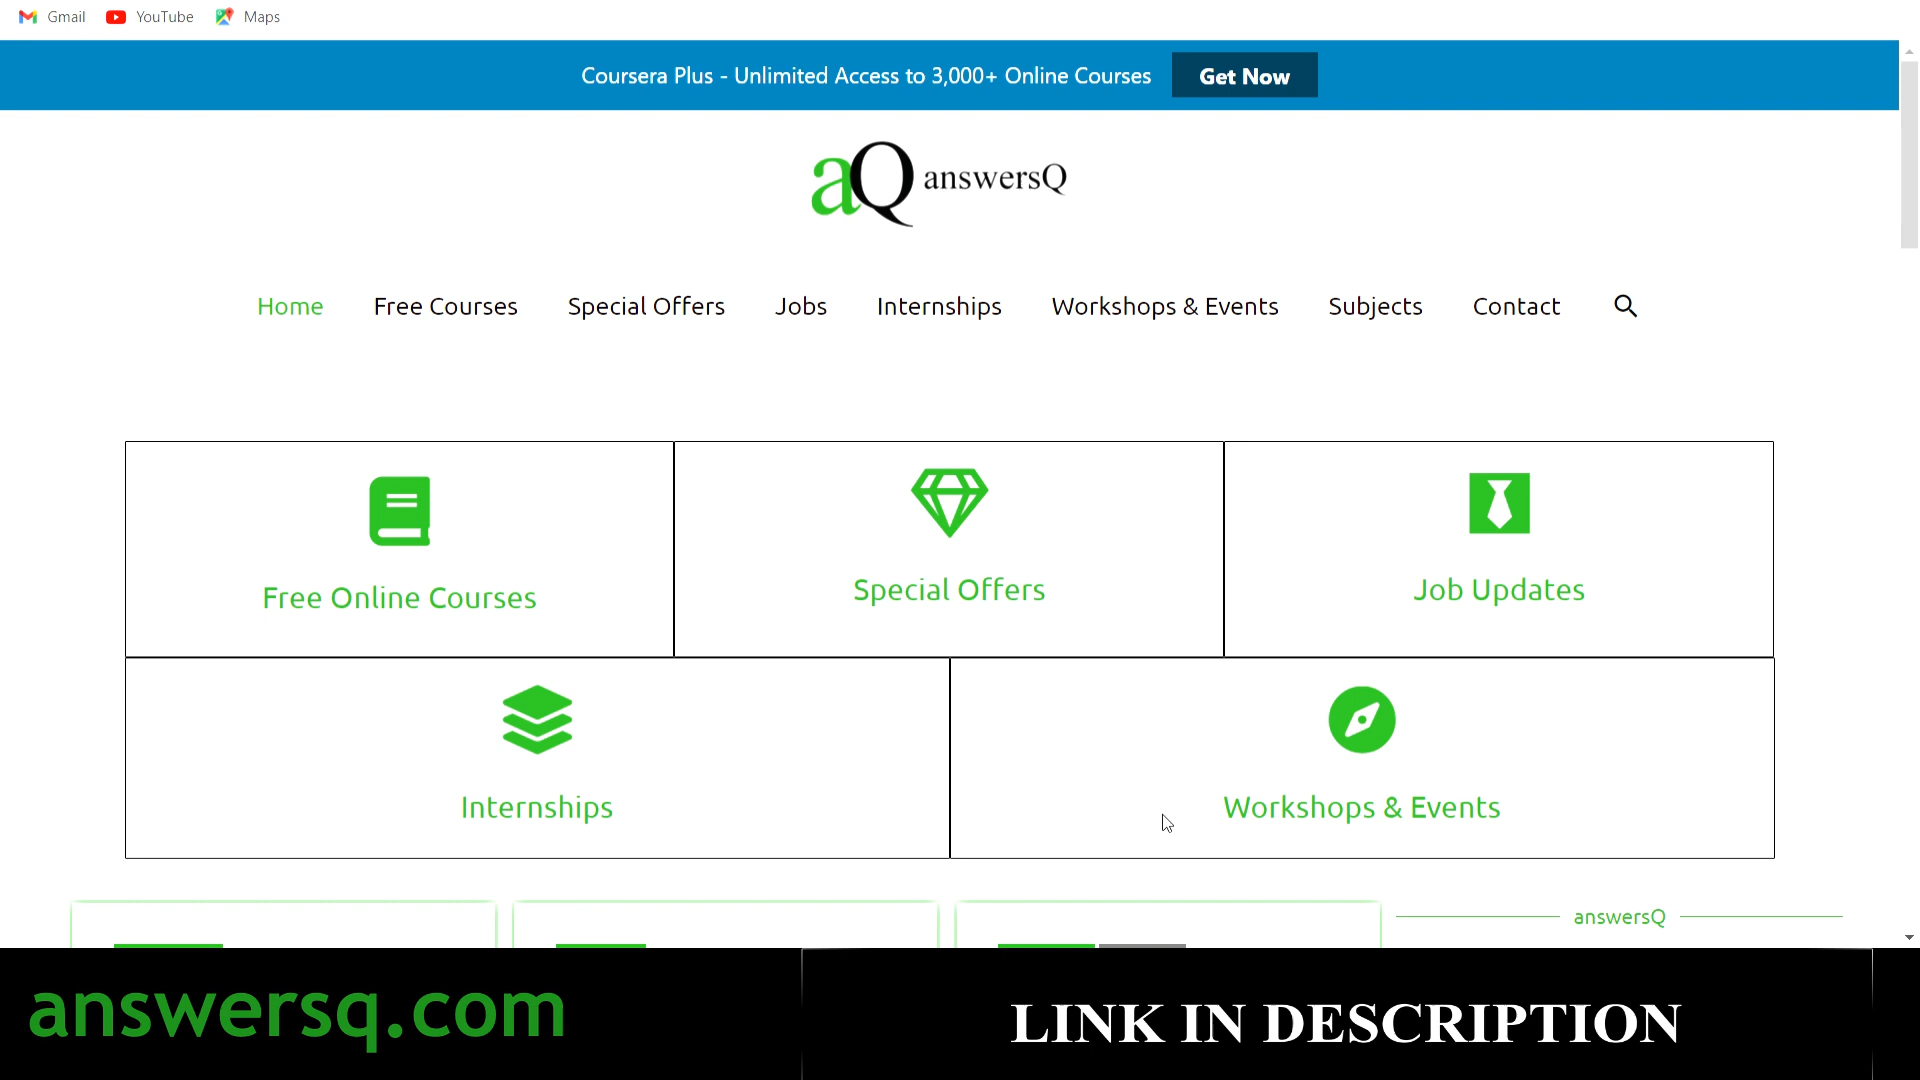 Gmail YouTube Maps
Coursera Plus - Unlimited Access to 3,000+ Online Courses Get Now
aQ answersQ
Home Free Courses Special Offers Jobs Internships Workshops & Events Subjects Contact
Free Online Courses Special Offers Job Updates
Internships Workshops & Events
answersQ
answersq.com LINK IN DESCRIPTION